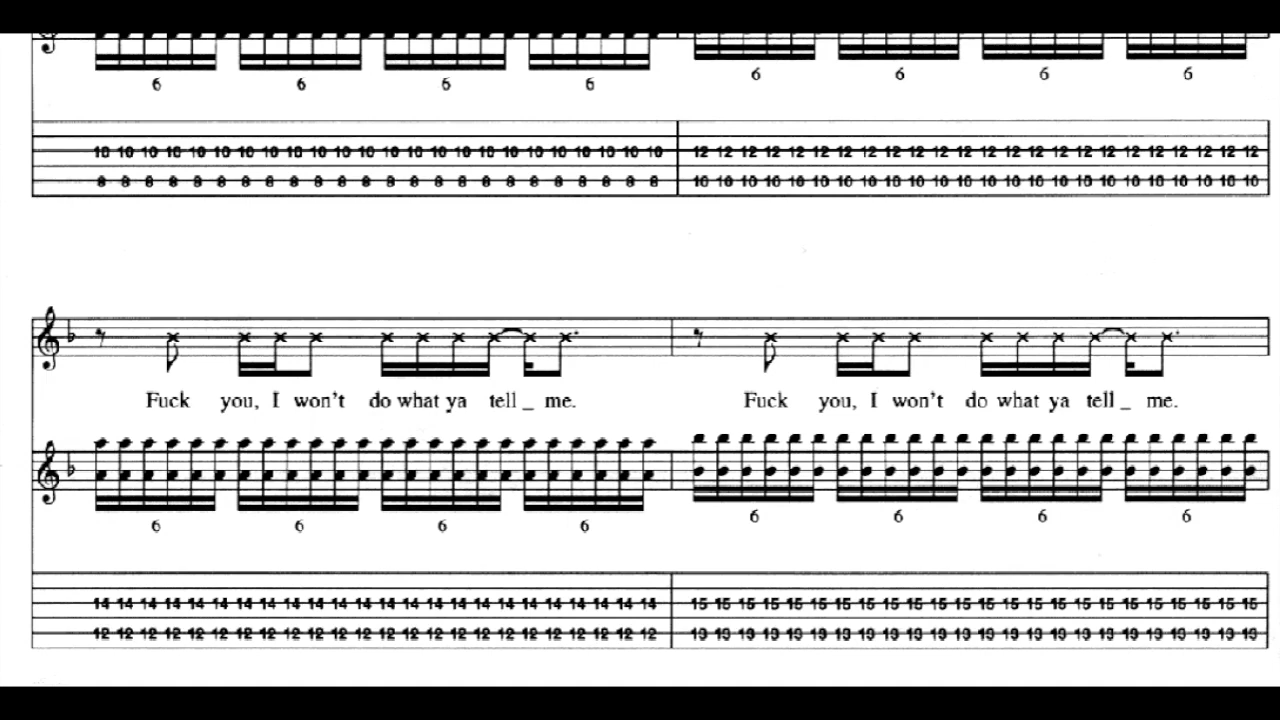 6 6 6 6 6 6 6 6
10 10 10 10 10 10 10 10 10 10 10 10 10 10 10 10 10 10 10 10 10 10 10 10 12 12 12 12 12 12 12 12 12 12 12 12 12 12 12 12 12 12 12 12 12 12 12 12
8 8 8 8 8 8 8 8 8 8 8 8 8 8 8 8 8 8 8 8 8 8 8 8 10 10 10 10 10 10 10 10 10 10 10 10 10 10 10 10 10 10 10 10 10 10 10 10
Fuck you, I won't do what ya tell _ me. Fuck you, I won't do what ya tell _ me.
6 6 6 6 6 6 6 6
14 14 14 14 14 14 14 14 14 14 14 14 14 14 14 14 14 14 14 14 14 14 14 14 15 15 15 15 15 15 15 15 15 15 15 15 15 15 15 15 15 15 15 15 15 15 15 15
12 12 12 12 12 12 12 12 12 12 12 12 12 12 12 12 12 12 12 12 12 12 12 12 13 13 13 13 13 13 13 13 13 13 13 13 13 13 13 13 13 13 13 13 13 13 13 13